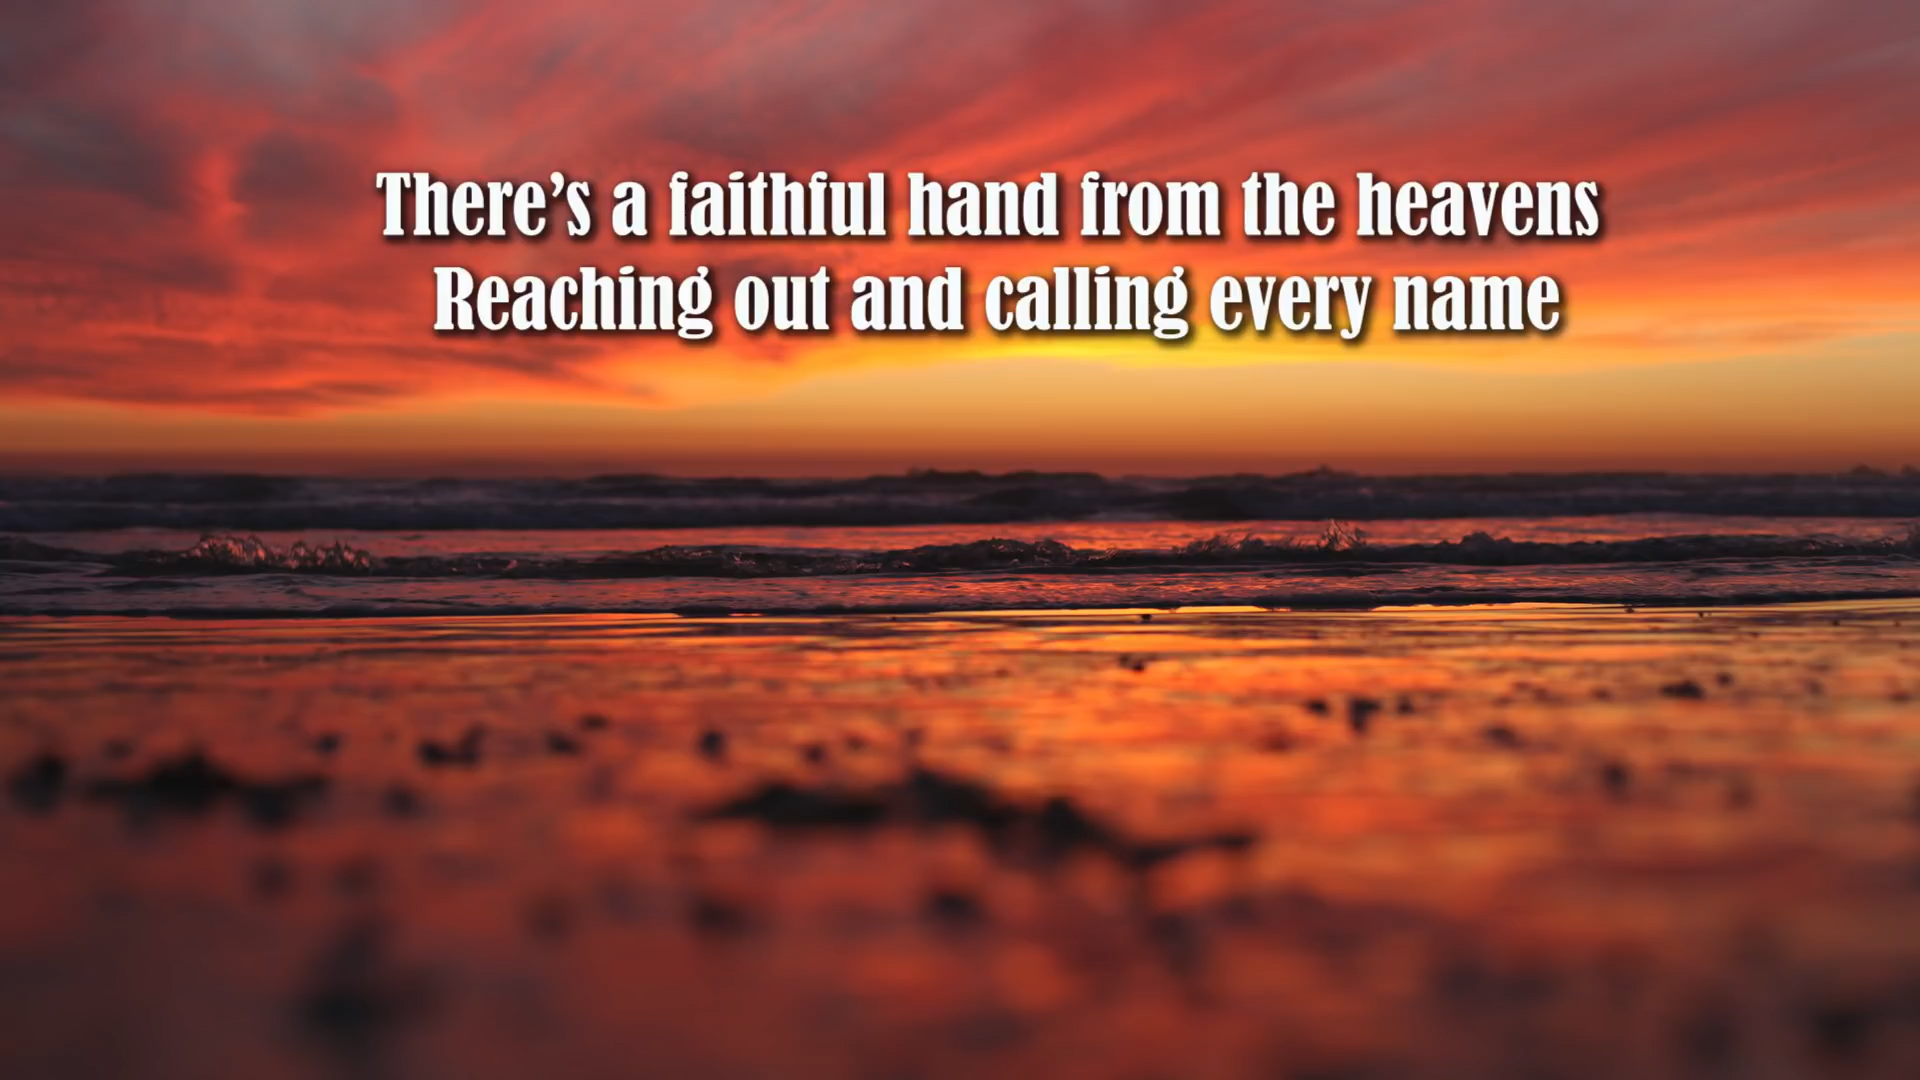 There’s a faithful hand from the heavens
Reaching out and calling every name